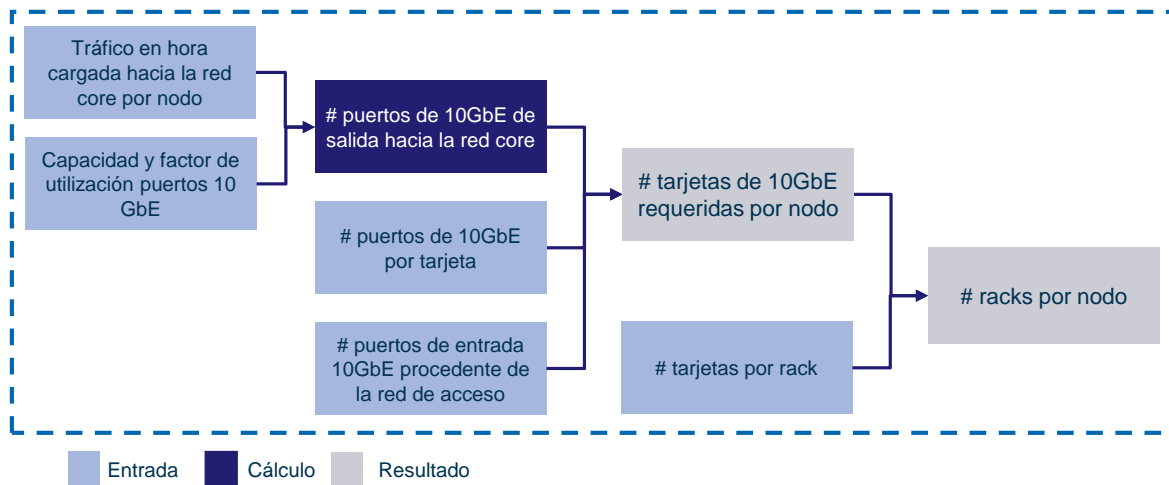 Tráfico en hora
cargada hacia la red
core por nodo
Capacidad y factor de
utilización puertos 10
GbE
# puertos de 10GbE de
salida hacia la red core
# puertos de 10GbE
por tarjeta
# puertos de entrada
10GbE procedente de
la red de acceso
# tarjetas de 10GbE
requeridas por nodo
# tarjetas por rack
# racks por nodo
Entrada
Cálculo
Resultado